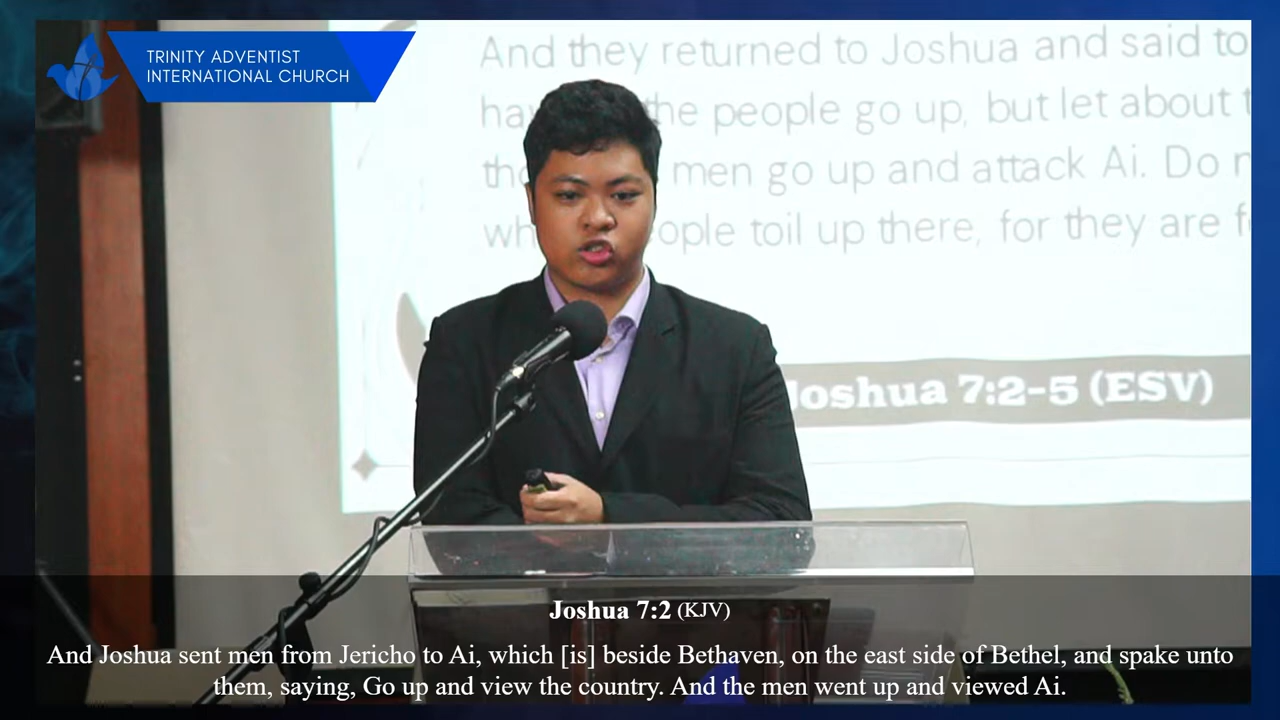 TRINITY ADVENTIST
INTERNATIONAL CHURCH
And they returned to Joshua and said to
the people go up, but let about
men go up and attack Ai. Do
toil up there, for they are
Joshua 7:2-5 (ESV)
Joshua 7:2 (KJV)
And Joshua sent men from Jericho to Ai, which [is] beside Bethaven, on the east side of Bethel, and spake unto
them, saying, Go up and view the country. And the men went up and viewed Ai.